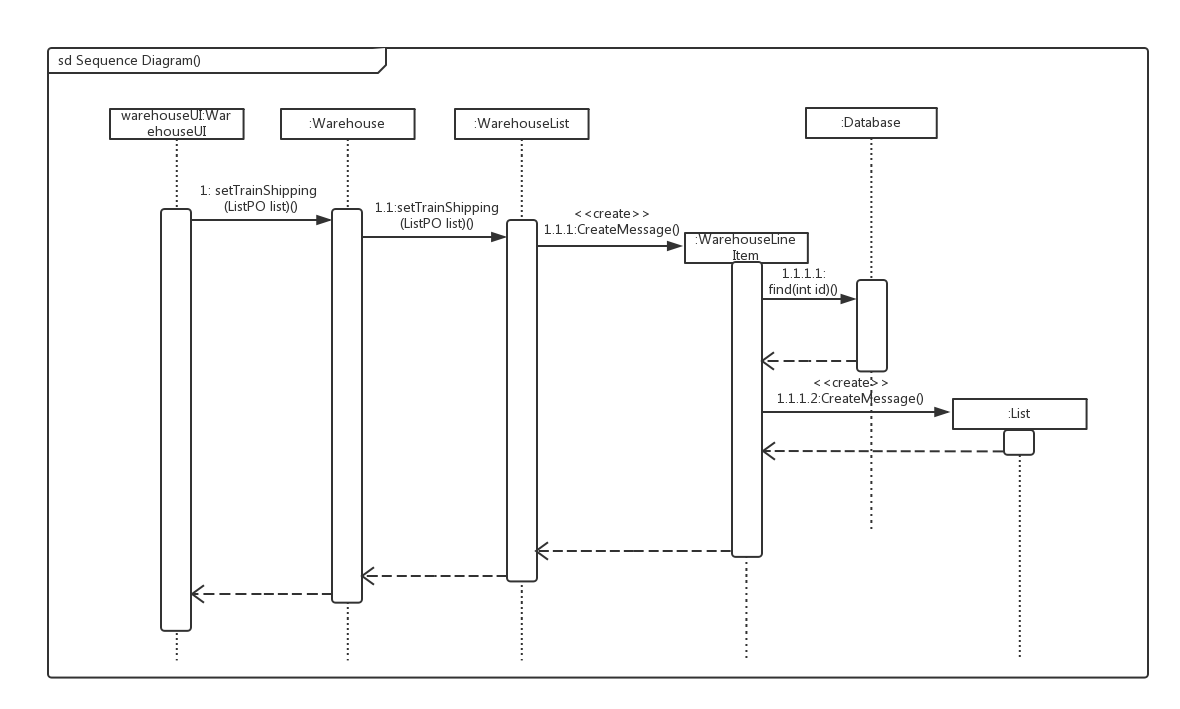 sd Sequence Diagram()
warehouseUI:War
ehouseUI
:Warehouse
:WarehouseList
:Database
1: setTrainShipping
(ListPO list)()
1.1:setTrainShipping
(ListPO list)()
<<create>>
1.1.1:CreateMessage()
:WarehouseLine
Item
1.1.1.1:
find(int id)()
<<create>>
1.1.1.2:CreateMessage()
:List